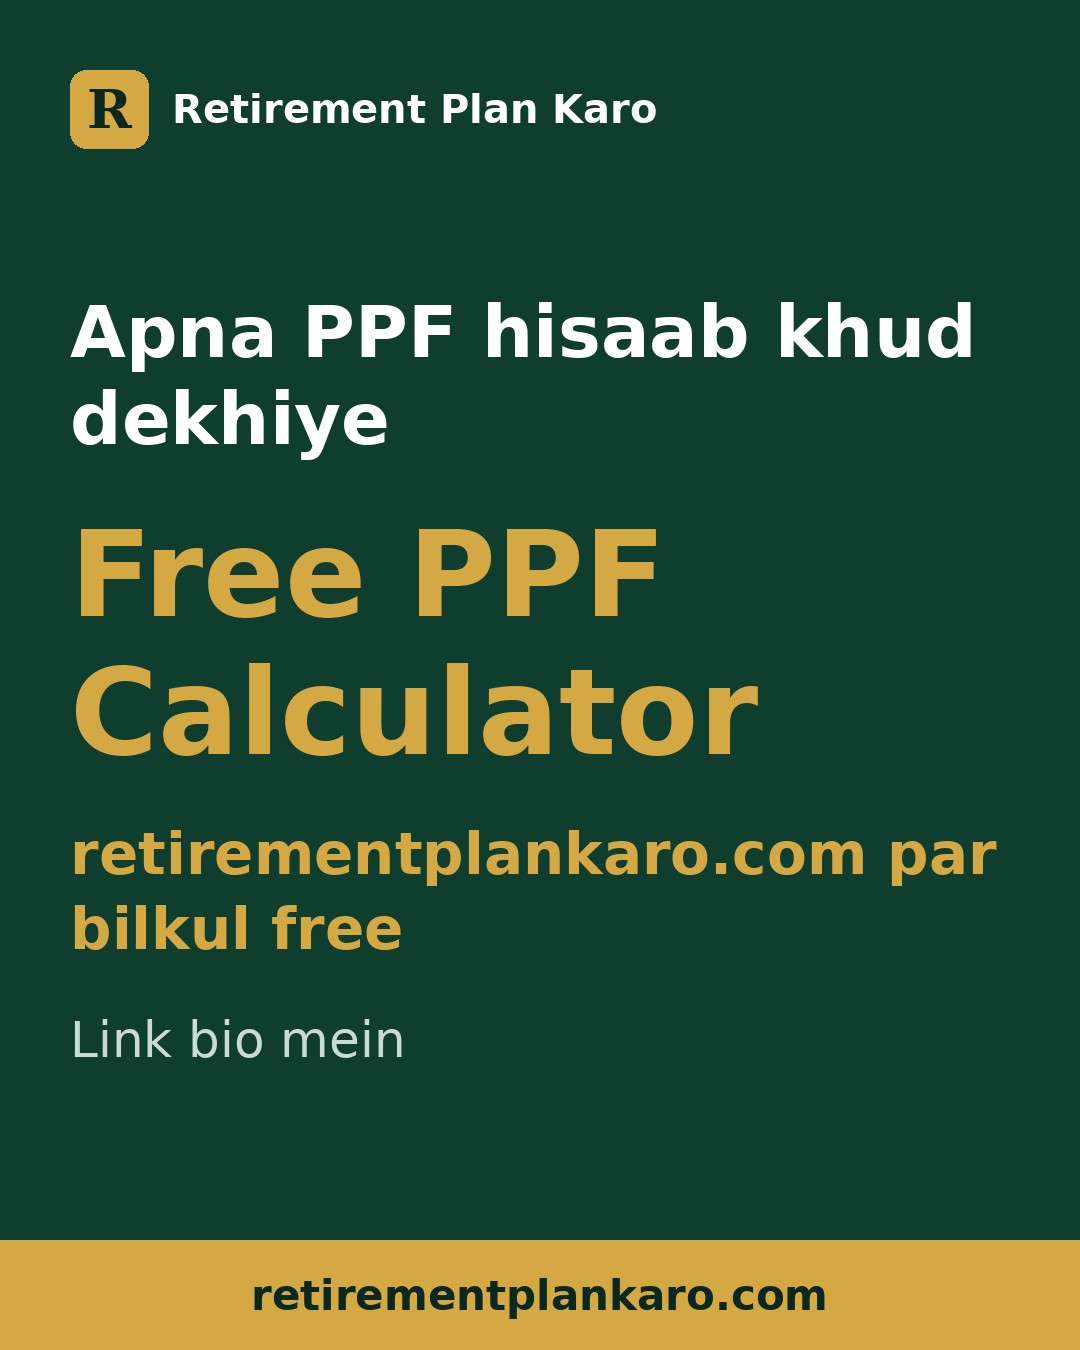 R
Retirement Plan Karo
Apna PPF hisaab khud
dekhiye
Free PPF
Calculator
retirementplankaro.com par
bilkul free
Link bio mein
retirementplankaro.com